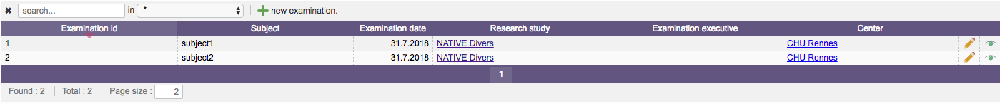 ✖ search... in * new examination.
Examination id Subject Examination date Research study Examination executive Center
1 subject1 31.7.2018 NATIVE Divers CHU Rennes
2 subject2 31.7.2018 NATIVE Divers CHU Rennes
1
Found : 2 Total : 2 Page size : 2